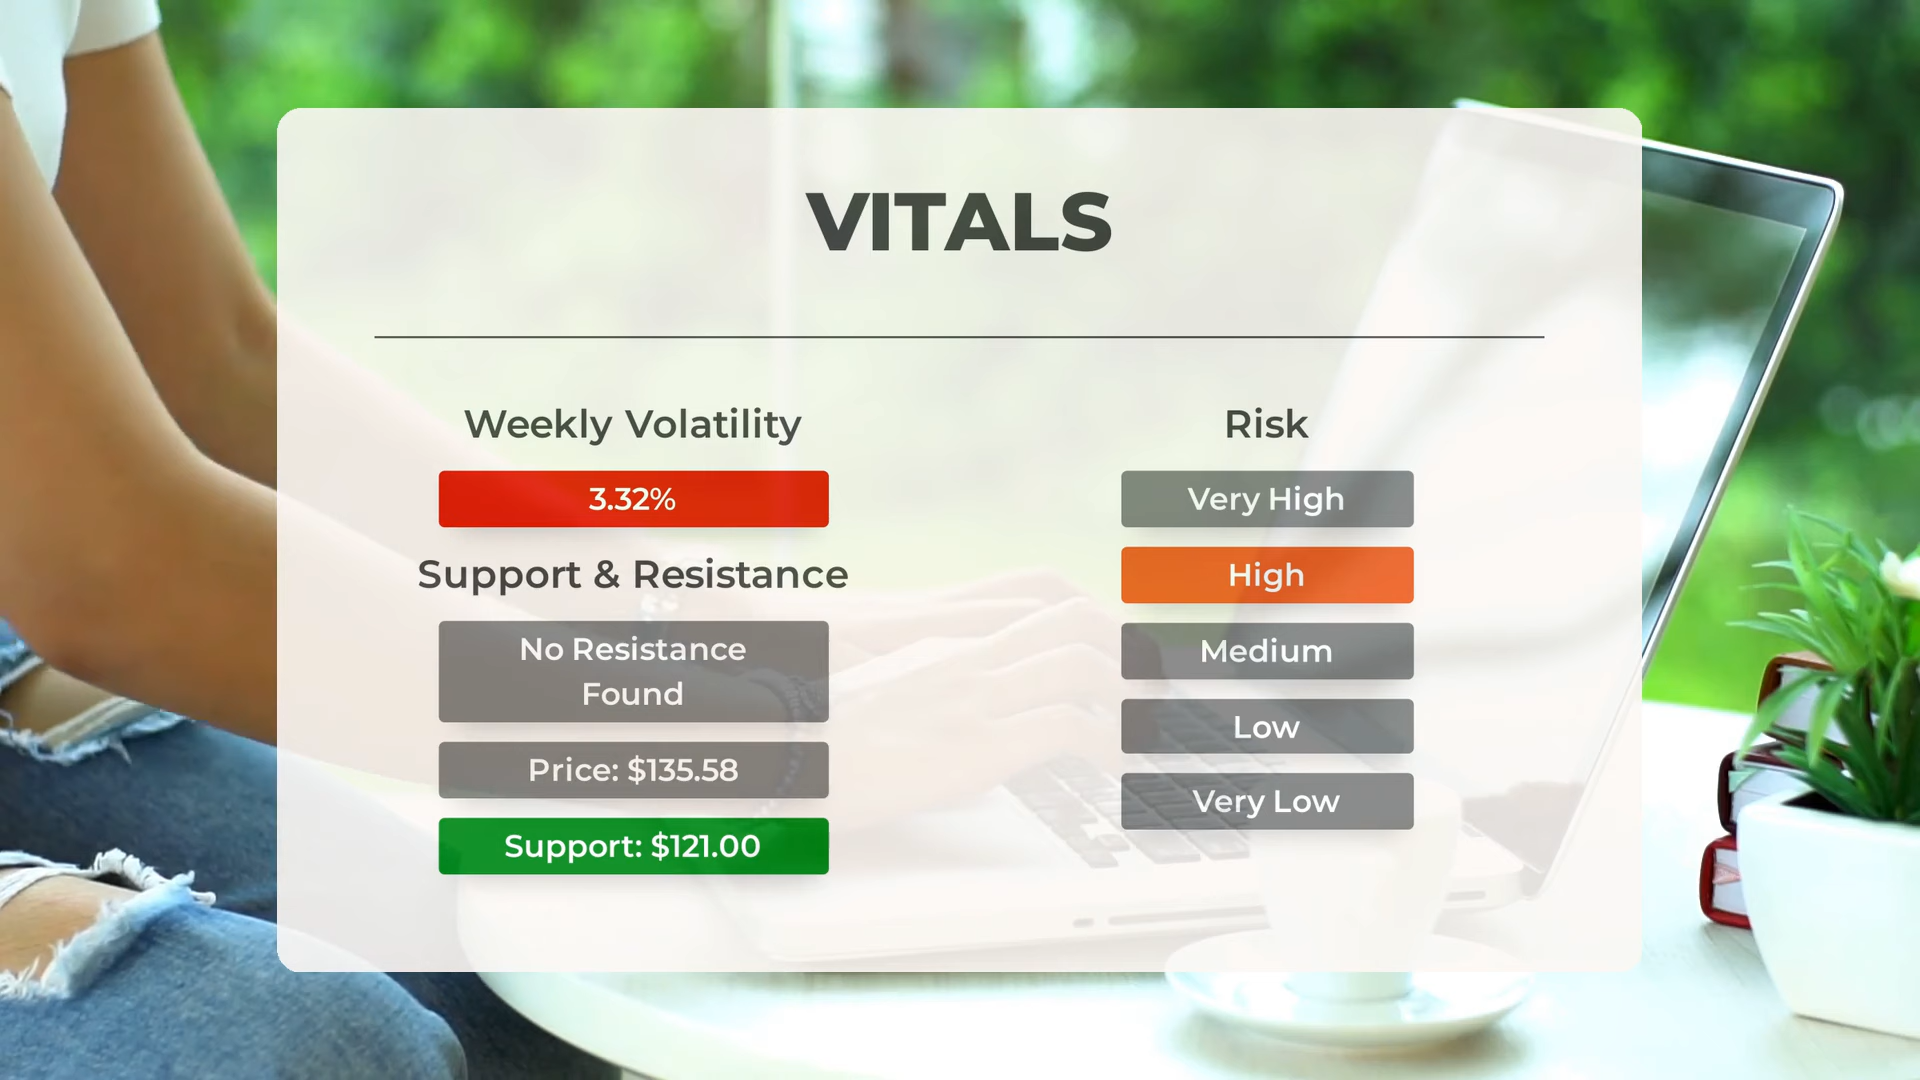 VITALS
Weekly Volatility
3.32%
Support & Resistance
No Resistance
Found
Price: $135.58
Support: $121.00
Risk
Very High
High
Medium
Low
Very Low